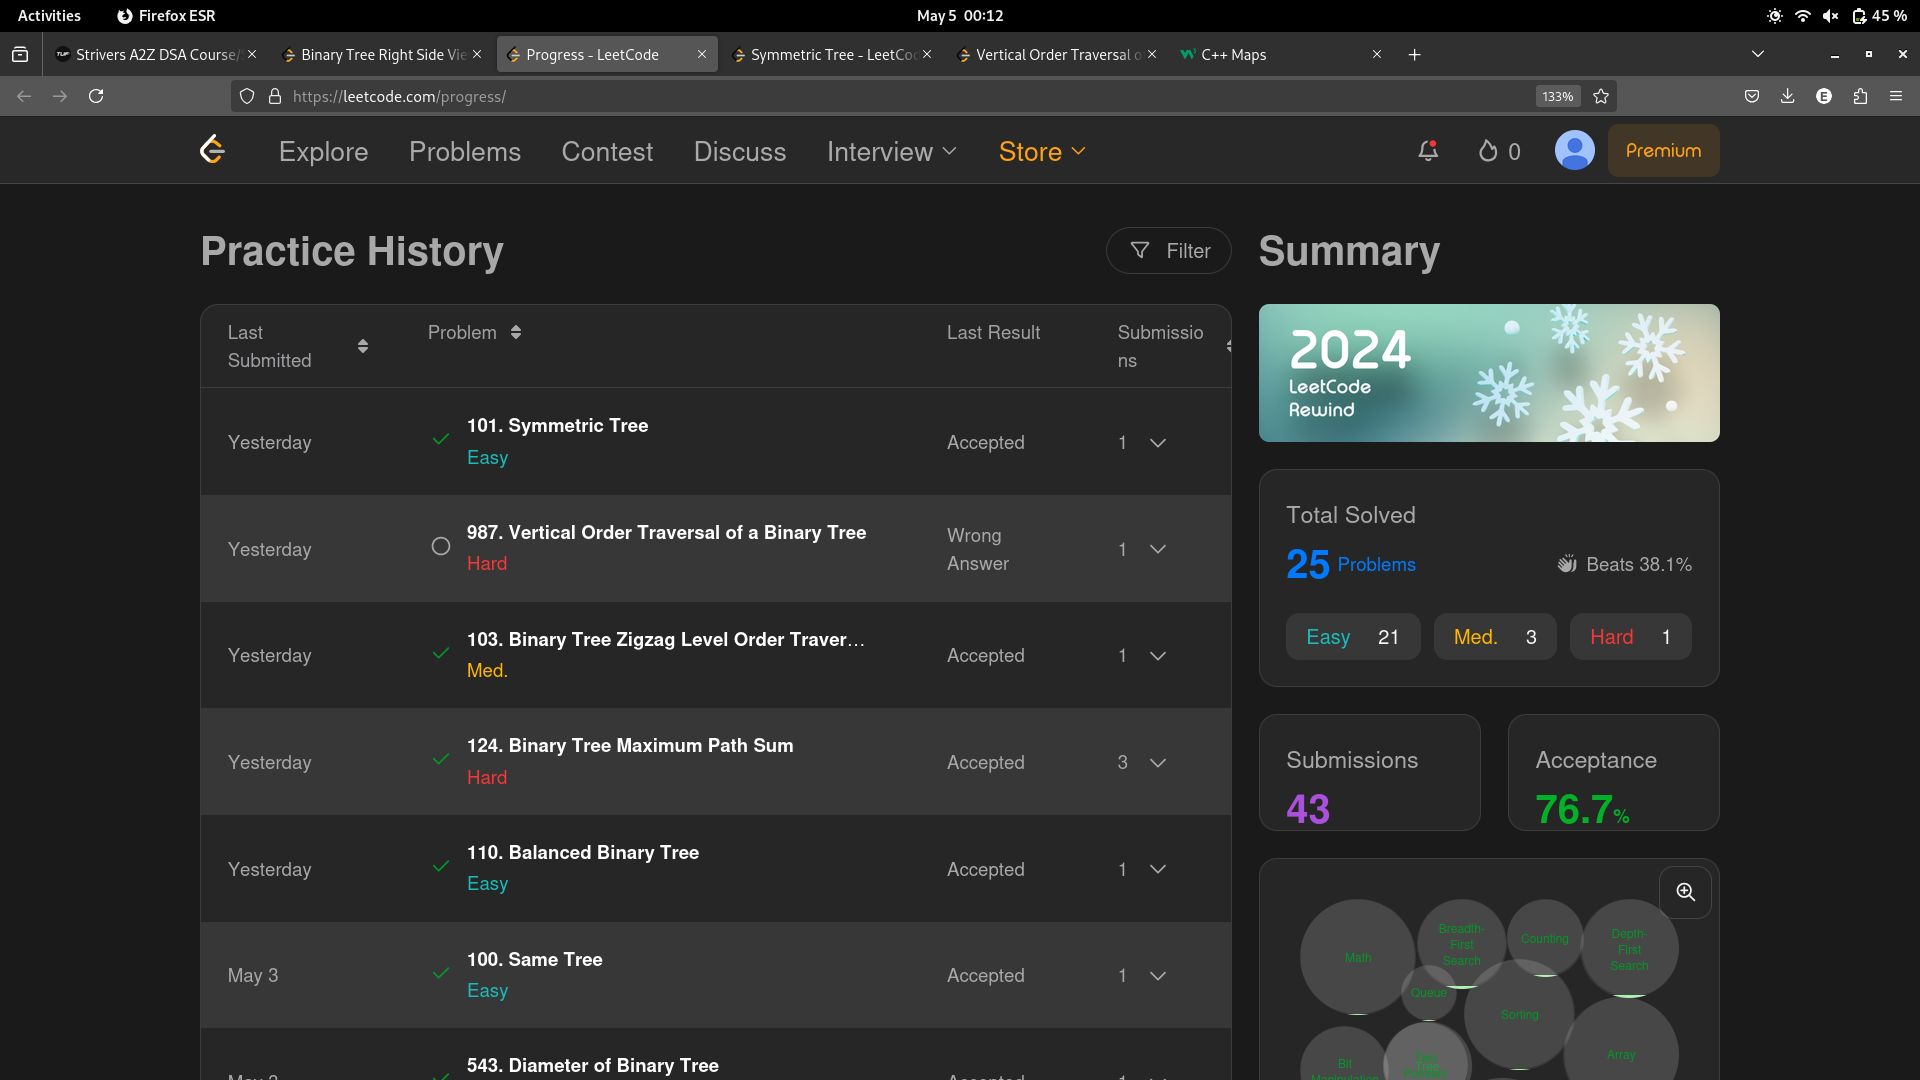 Activities
Firefox ESR
May 5 00:12
45 %
Strivers A2Z DSA Course/
Binary Tree Right Side Vie
Progress - LeetCode
Symmetric Tree - LeetCo
Vertical Order Traversal o
C++ Maps
https://leetcode.com/progress/
133%
E
Explore
Problems
Contest
Discuss
Interview
Store
0
Premium
Practice History
Filter
Last
Submitted
Problem
Last Result
Submissio
ns
Yesterday
101. Symmetric Tree
Easy
Accepted
1
Yesterday
987. Vertical Order Traversal of a Binary Tree
Hard
Wrong
Answer
1
Yesterday
103. Binary Tree Zigzag Level Order Traver…
Med.
Accepted
1
Yesterday
124. Binary Tree Maximum Path Sum
Hard
Accepted
3
Yesterday
110. Balanced Binary Tree
Easy
Accepted
1
May 3
100. Same Tree
Easy
Accepted
1
543. Diameter of Binary Tree
Accepted
Summary
2024
LeetCode
Rewind
Total Solved
25 Problems
Beats 38.1%
Easy 21
Med. 3
Hard 1
Submissions
43
Acceptance
76.7%
Math
Breadth-
First
Search
Counting
Depth-
First
Search
Queue
Sorting
Array
Bit
Manipulation